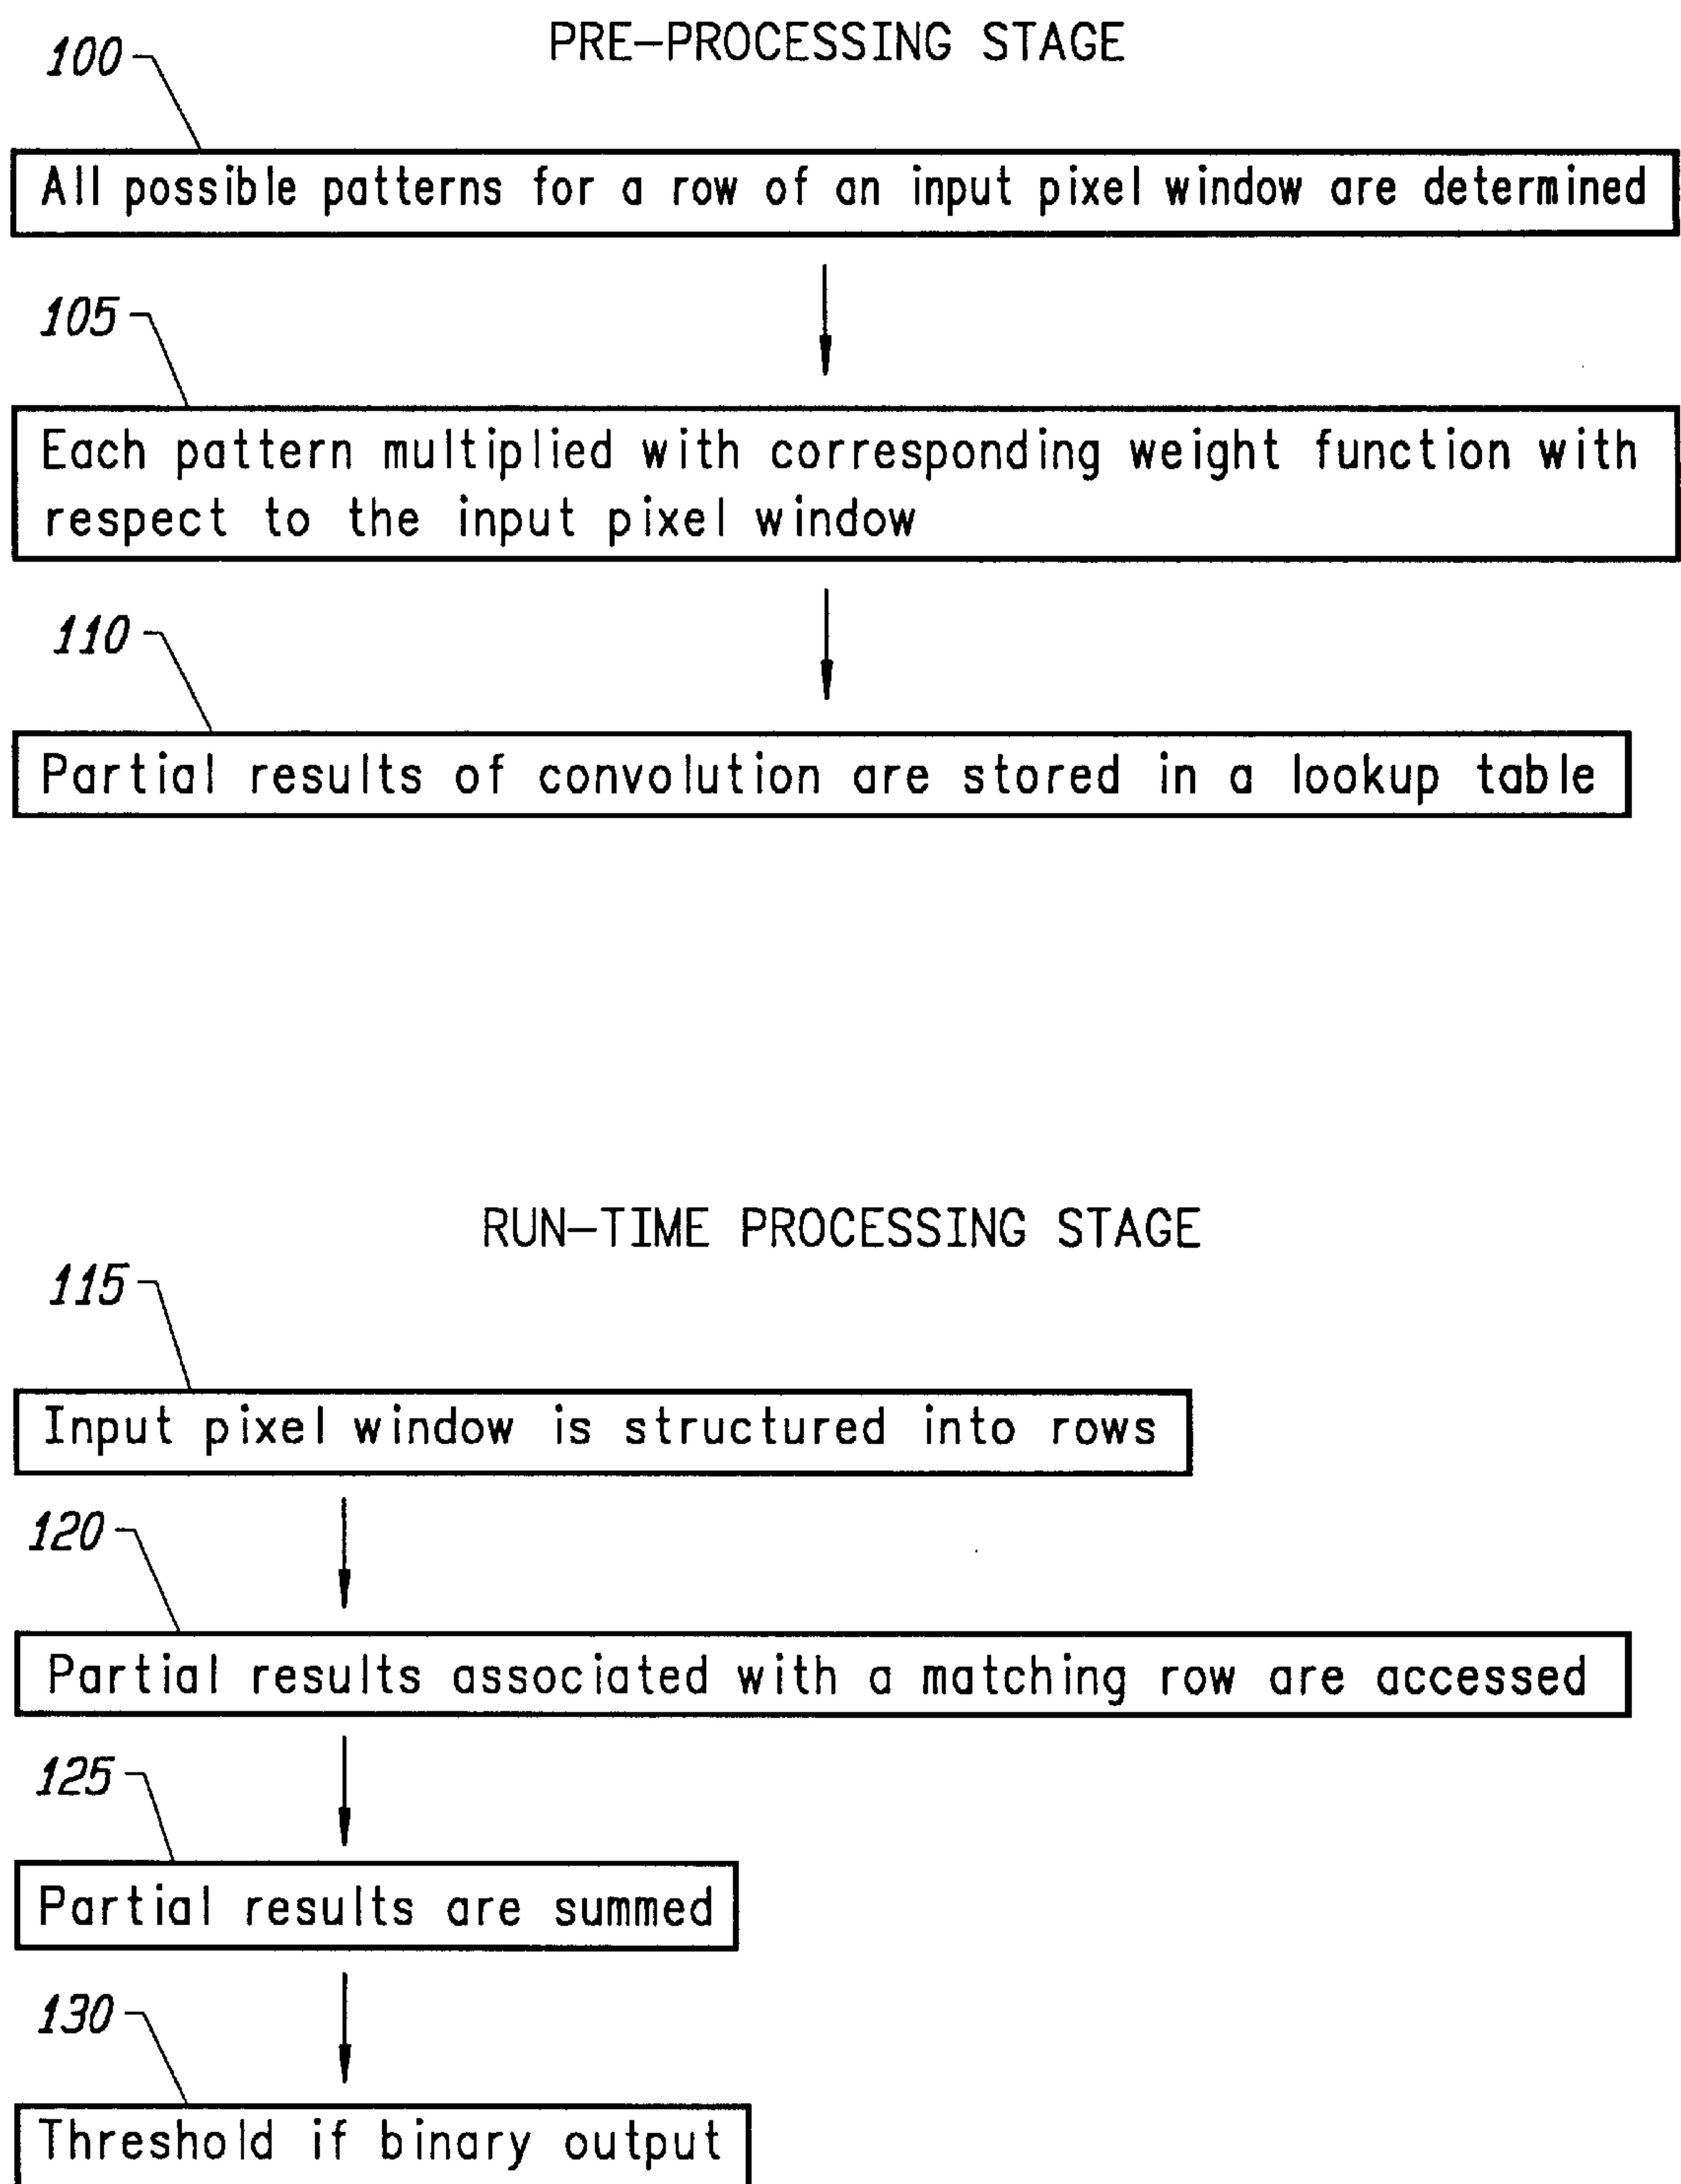 PRE-PROCESSING STAGE
100
All possible patterns for a row of an input pixel window are determined
105
Each pattern multiplied with corresponding weight function with
respect to the input pixel window
110
Partial results of convolution are stored in a lookup table
RUN-TIME PROCESSING STAGE
115
Input pixel window is structured into rows
120
Partial results associated with a matching row are accessed
125
Partial results are summed
130
Threshold if binary output